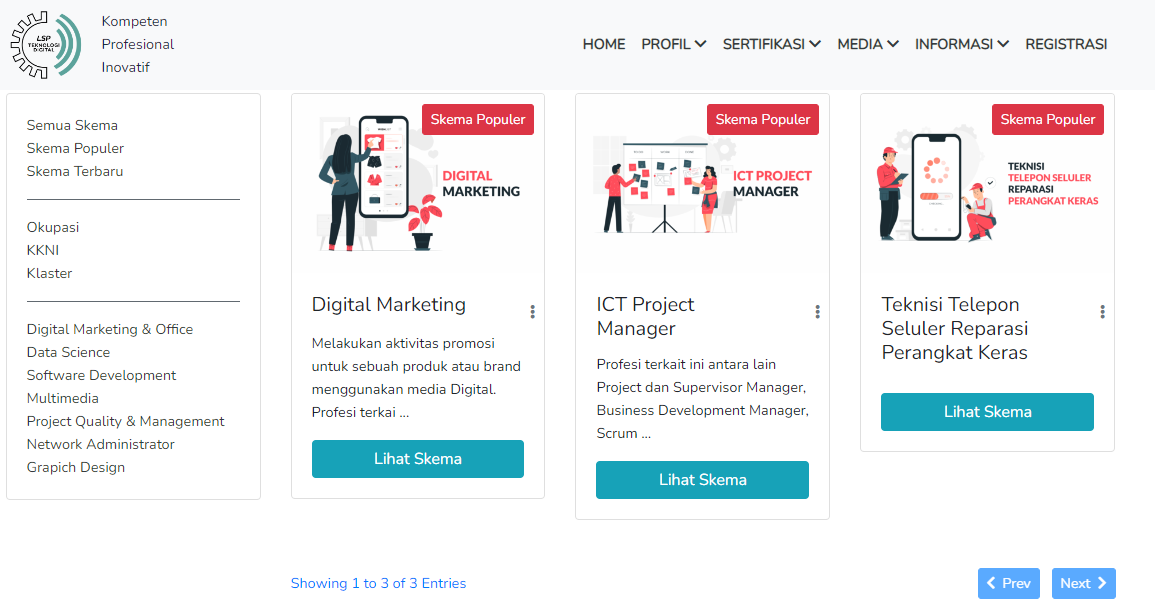 LSP
TEKNOLOGI
DIGITAL
Kompeten
Profesional
Inovatif
HOME
PROFIL
SERTIFIKASI
MEDIA
INFORMASI
REGISTRASI
Semua Skema
Skema Populer
Skema Terbaru
Okupasi
KKNI
Klaster
Digital Marketing & Office
Data Science
Software Development
Multimedia
Project Quality & Management
Network Administrator
Grapich Design
Skema Populer
DIGITAL
MARKETING
Digital Marketing
Melakukan aktivitas promosi
untuk sebuah produk atau brand
menggunakan media Digital.
Profesi terkai ...
Lihat Skema
Skema Populer
ICT PROJECT
MANAGER
ICT Project
Manager
Profesi terkait ini antara lain
Project dan Supervisor Manager,
Business Development Manager,
Scrum ...
Lihat Skema
Skema Populer
TEKNISI
TELEPON SELULER
REPARASI
PERANGKAT KERAS
Teknisi Telepon
Seluler Reparasi
Perangkat Keras
Lihat Skema
Showing 1 to 3 of 3 Entries
Prev
Next